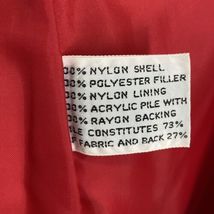 00% NYLON SHELL
00% POLYESTER FILLER
00% NYLON LINING
00% ACRYLIC PILE WITH
00% RAYON BACKING
LE CONSTITUTES 73%
F FABRIC AND BACK 27%